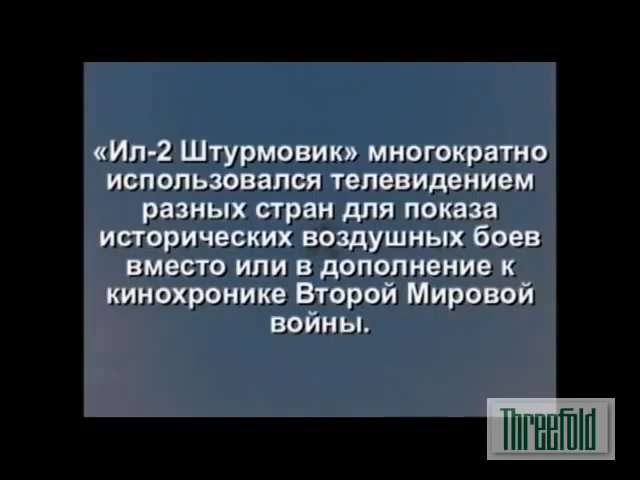 «Ил-2 Штурмовик» многократно
использовался телевидением
разных стран для показа
исторических воздушных боев
вместо или в дополнение к
кинохронике Второй Мировой
войны.
Threefold